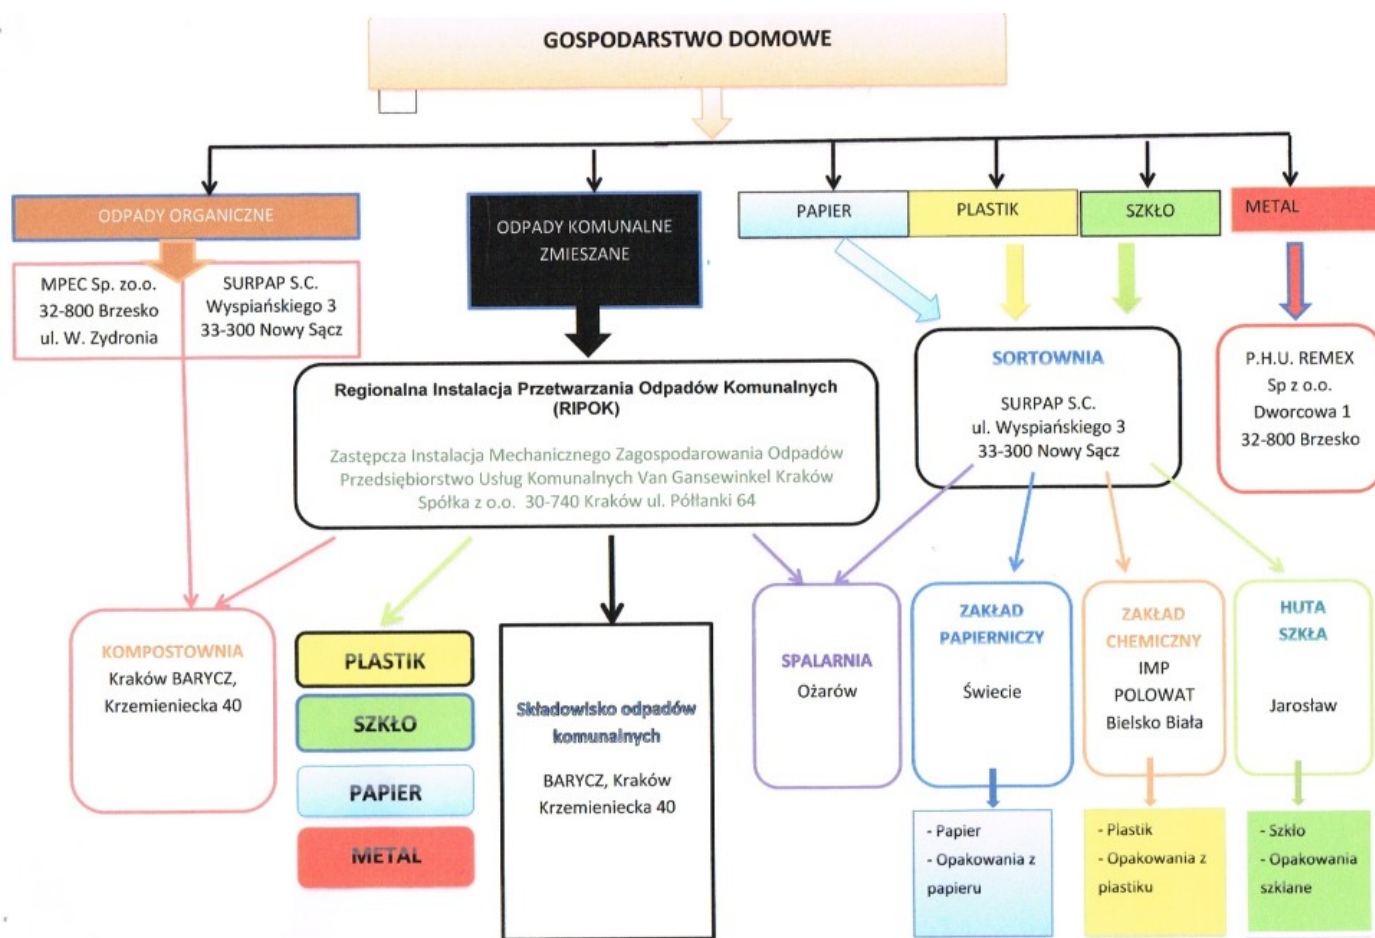 GOSPODARSTWO DOMOWE
ODPADY ORGANICZNE
ODPADY KOMUNALNE
ZMIESZANE
PAPIER
PLASTIK
SZKŁO
METAL
MPEC Sp. zo.o.
32-800 Brzesko
ul. W. Zydronia
SURPAP S.C.
Wyspiańskiego 3
33-300 Nowy Sącz
Regionalna Instalacja Przetwarzania Odpadów Komunalnych
(RIPOK)
Zastępcza Instalacja Mechanicznego Zagospodarowania Odpadów
Przedsiębiorstwo Usług Komunalnych Van Gansewinkel Kraków
Spółka z o.o. 30-740 Kraków ul. Półłanki 64
SORTOWNIA
SURPAP S.C.
ul. Wyspiańskiego 3
33-300 Nowy Sącz
P.H.U. REMEX
Sp z o.o.
Dworcowa 1
32-800 Brzesko
KOMPOSTOWNIA
Kraków BARYCZ,
Krzemieniecka 40
PLASTIK
SZKŁO
PAPIER
METAL
Składowisko odpadów
komunalnych
BARYCZ, Kraków
Krzemieniecka 40
SPALARNIA
Ożarów
ZAKŁAD
PAPIERNICZY
Świecie
ZAKŁAD
CHEMICZNY
IMP
POLOWAT
Bielsko Biała
HUTA
SZKŁA
Jarosław
- Papier
- Opakowania z
papieru
- Plastik
- Opakowania z
plastiku
- Szkło
- Opakowania
szklane